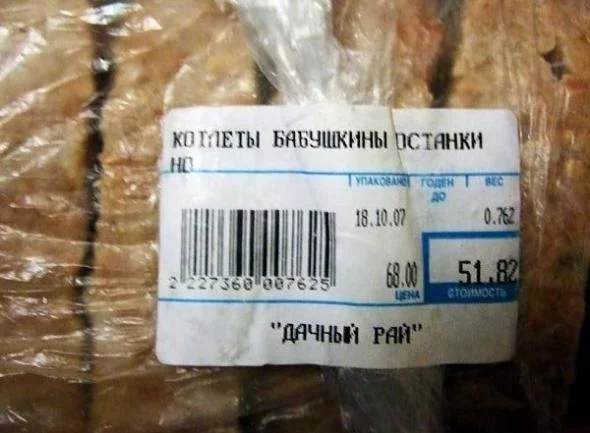 КОТЛЕТЫ БАБУШКИНЫ ОСТАНКИ
НО
УПАКОВАНО ГОДЕН ДО ВЕС
18.10.07 0.762
2 227360 007625
68.00 51.82
ЦЕНА СТОИМОСТЬ
"ДАЧНЫЙ РАЙ"